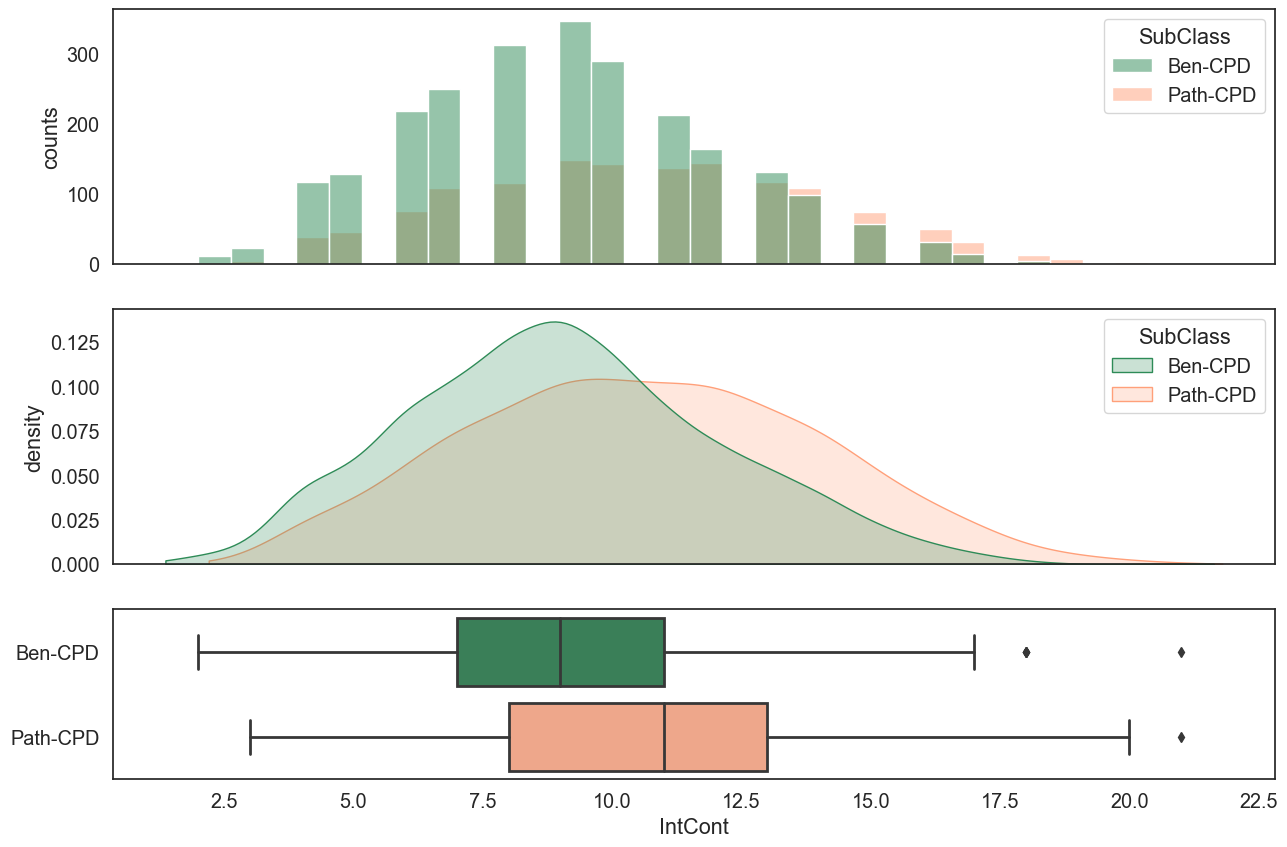 300
200
100
0
counts
SubClass
Ben-CPD
Path-CPD
0.125
0.100
0.075
0.050
0.025
0.000
density
SubClass
Ben-CPD
Path-CPD
Ben-CPD
Path-CPD
2.5 5.0 7.5 10.0 12.5 15.0 17.5 20.0 22.5
IntCont